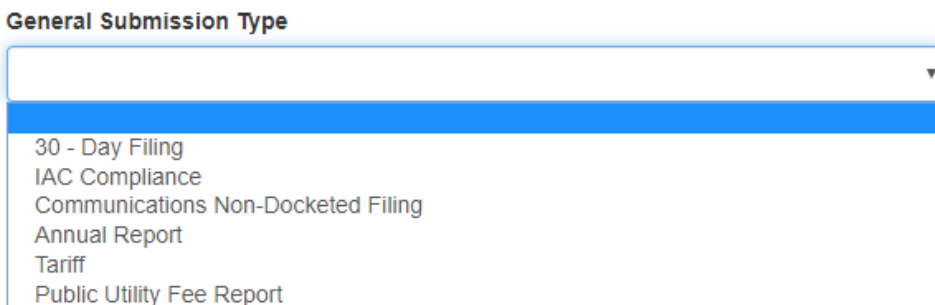 General Submission Type
30 - Day Filing
IAC Compliance
Communications Non-Docketed Filing
Annual Report
Tariff
Public Utility Fee Report